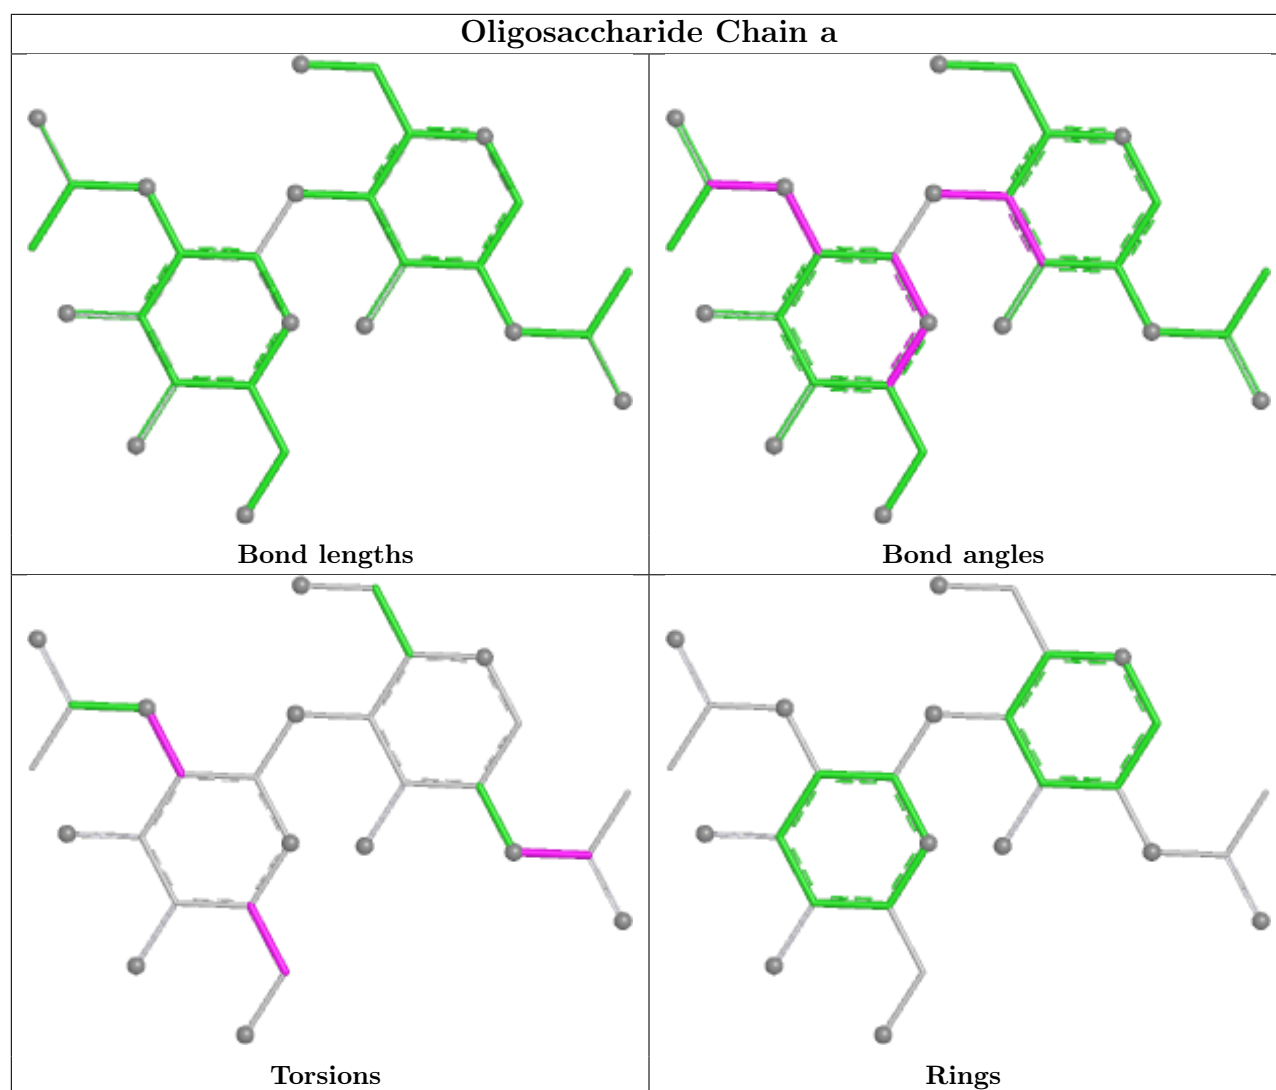 Oligosaccharide Chain a
Bond lengths
Bond angles
Torsions
Rings